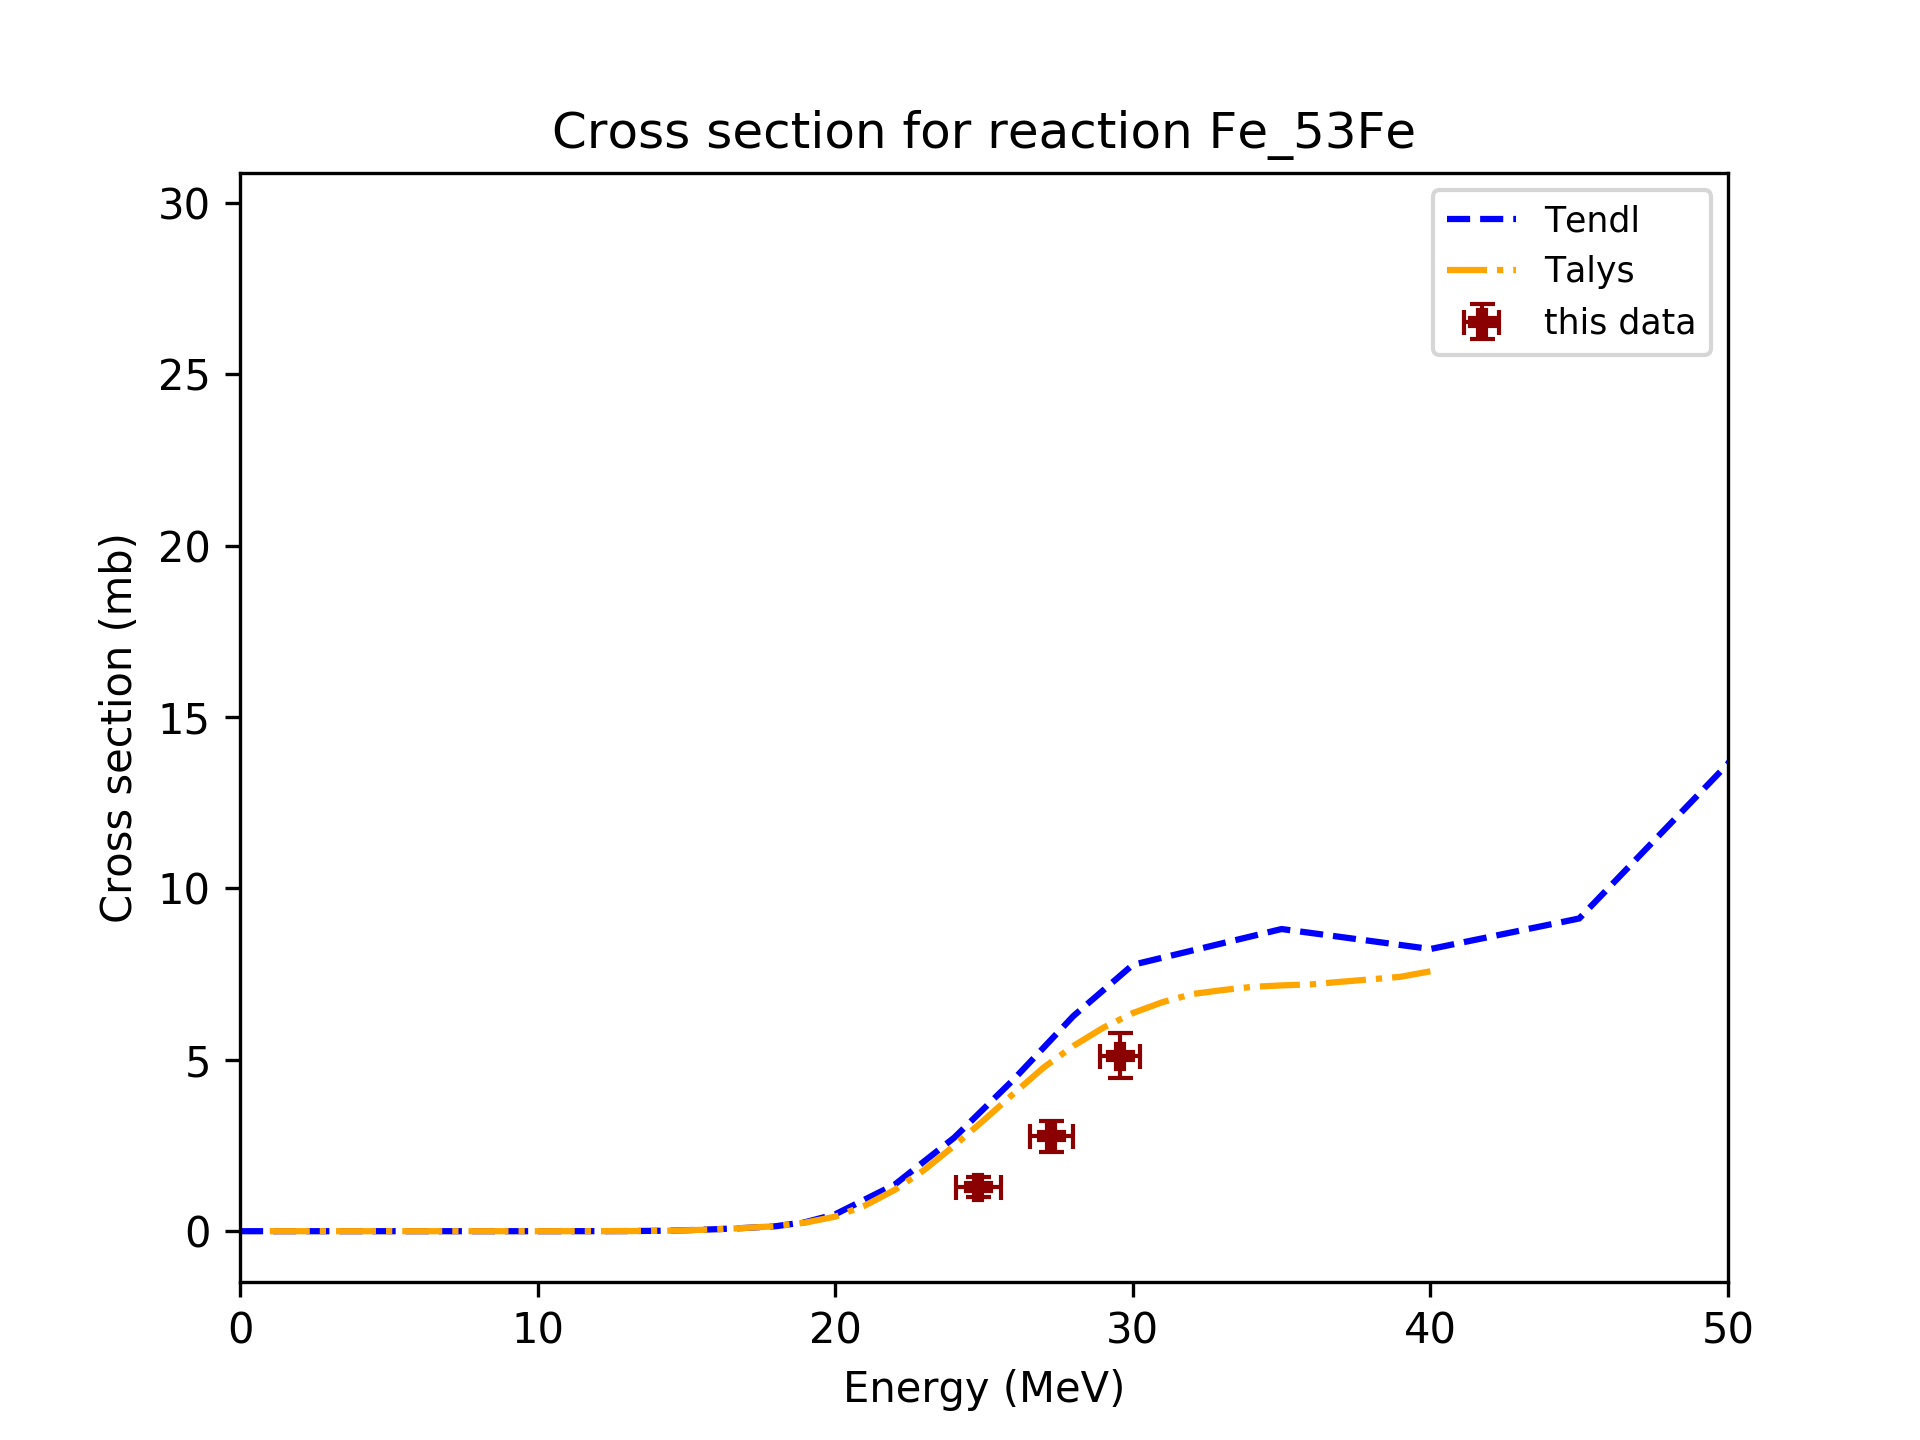 Cross section for reaction Fe_53Fe
Tendl
Talys
this data
Cross section (mb)
30
25
20
15
10
5
0
0 10 20 30 40 50
Energy (MeV)